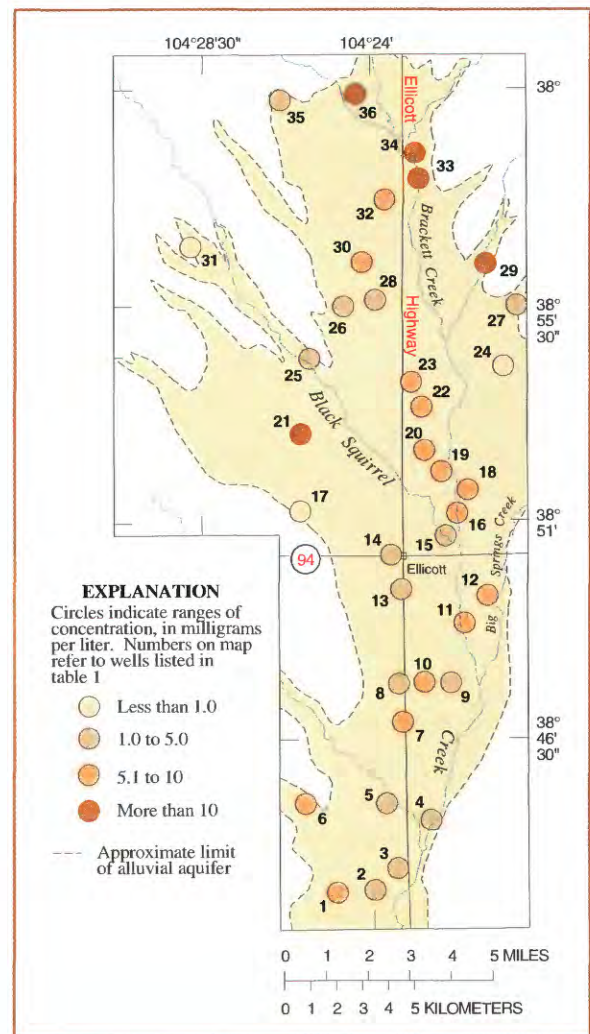 104°28'30"
104°24'
38°
Ellicott
35
36
34
33
32
Brackett Creek
31
30
29
28
26
27
38°
55'
30"
Highway
24
25
23
22
21
Black Squirrel
20
19
18
17
16
38°
51'
15
14
94
Ellicott
Big Springs Creek
13
12
11
EXPLANATION
Circles indicate ranges of
concentration, in milligrams
per liter. Numbers on map
refer to wells listed in
table 1
Less than 1.0
1.0 to 5.0
5.1 to 10
More than 10
Approximate limit
of alluvial aquifer
10
8
9
7
38°
46'
30"
Creek
5
4
6
3
2
1
0 1 2 3 4 5 MILES
0 1 2 3 4 5 KILOMETERS